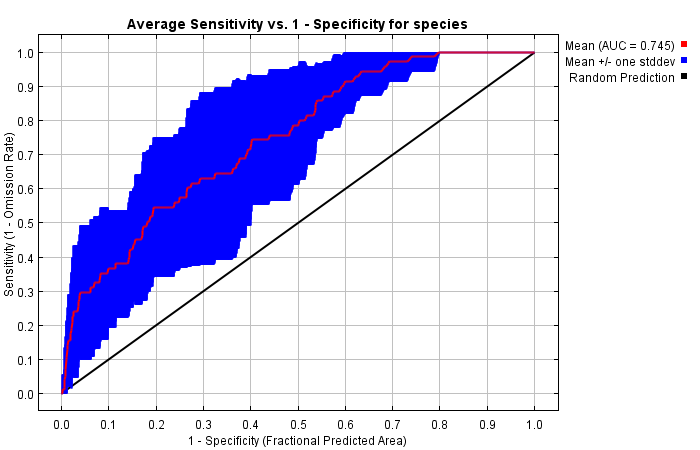 Average Sensitivity vs. 1 - Specificity for species
Mean (AUC = 0.745)
Mean +/- one stddev
Random Prediction
Sensitivity (1 - Omission Rate)
1.0
0.9
0.8
0.7
0.6
0.5
0.4
0.3
0.2
0.1
0.0
0.0 0.1 0.2 0.3 0.4 0.5 0.6 0.7 0.8 0.9 1.0
1 - Specificity (Fractional Predicted Area)